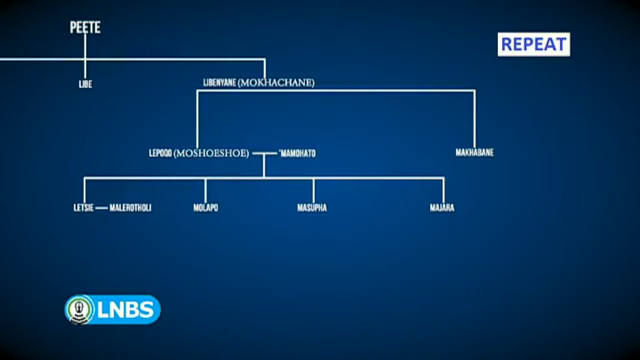 PEETE
REPEAT
LIBE
LIBENYANE (MOKHACHANE)
LEPOQO (MOSHOESHOE)
'MAMOHATO
MAKHABANE
LETSIE
MALEROTHOLI
MOLAPO
MASUPHA
MAJARA
LNBS